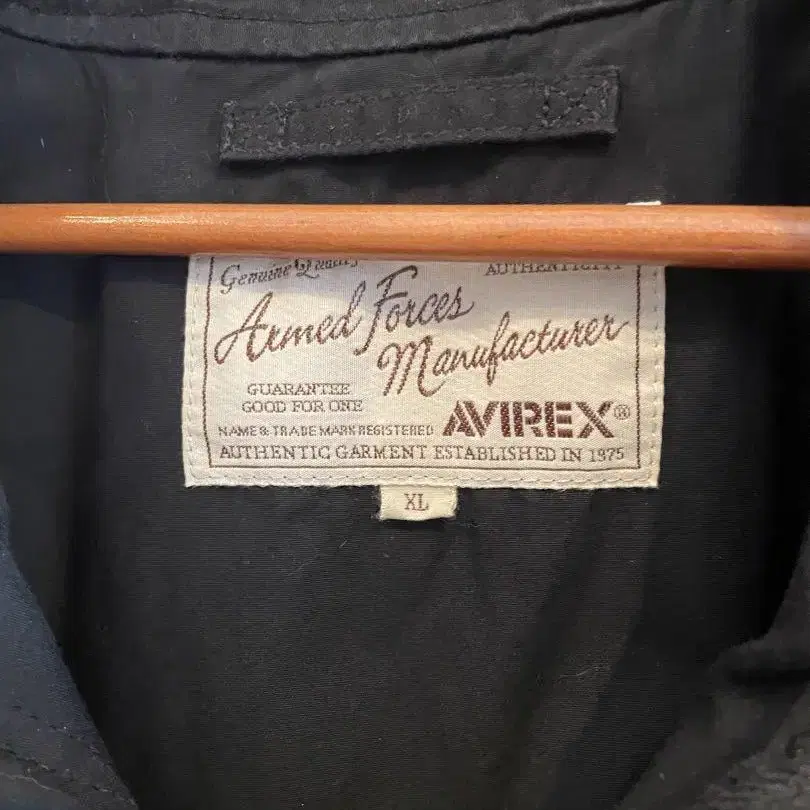 Genuine Quality
AUTHENTICITY
Armed Forces
Manufacturer
GUARANTEE
GOOD FOR ONE
NAME & TRADE MARK REGISTERED
AVIREX®
AUTHENTIC GARMENT ESTABLISHED IN 1975
XL